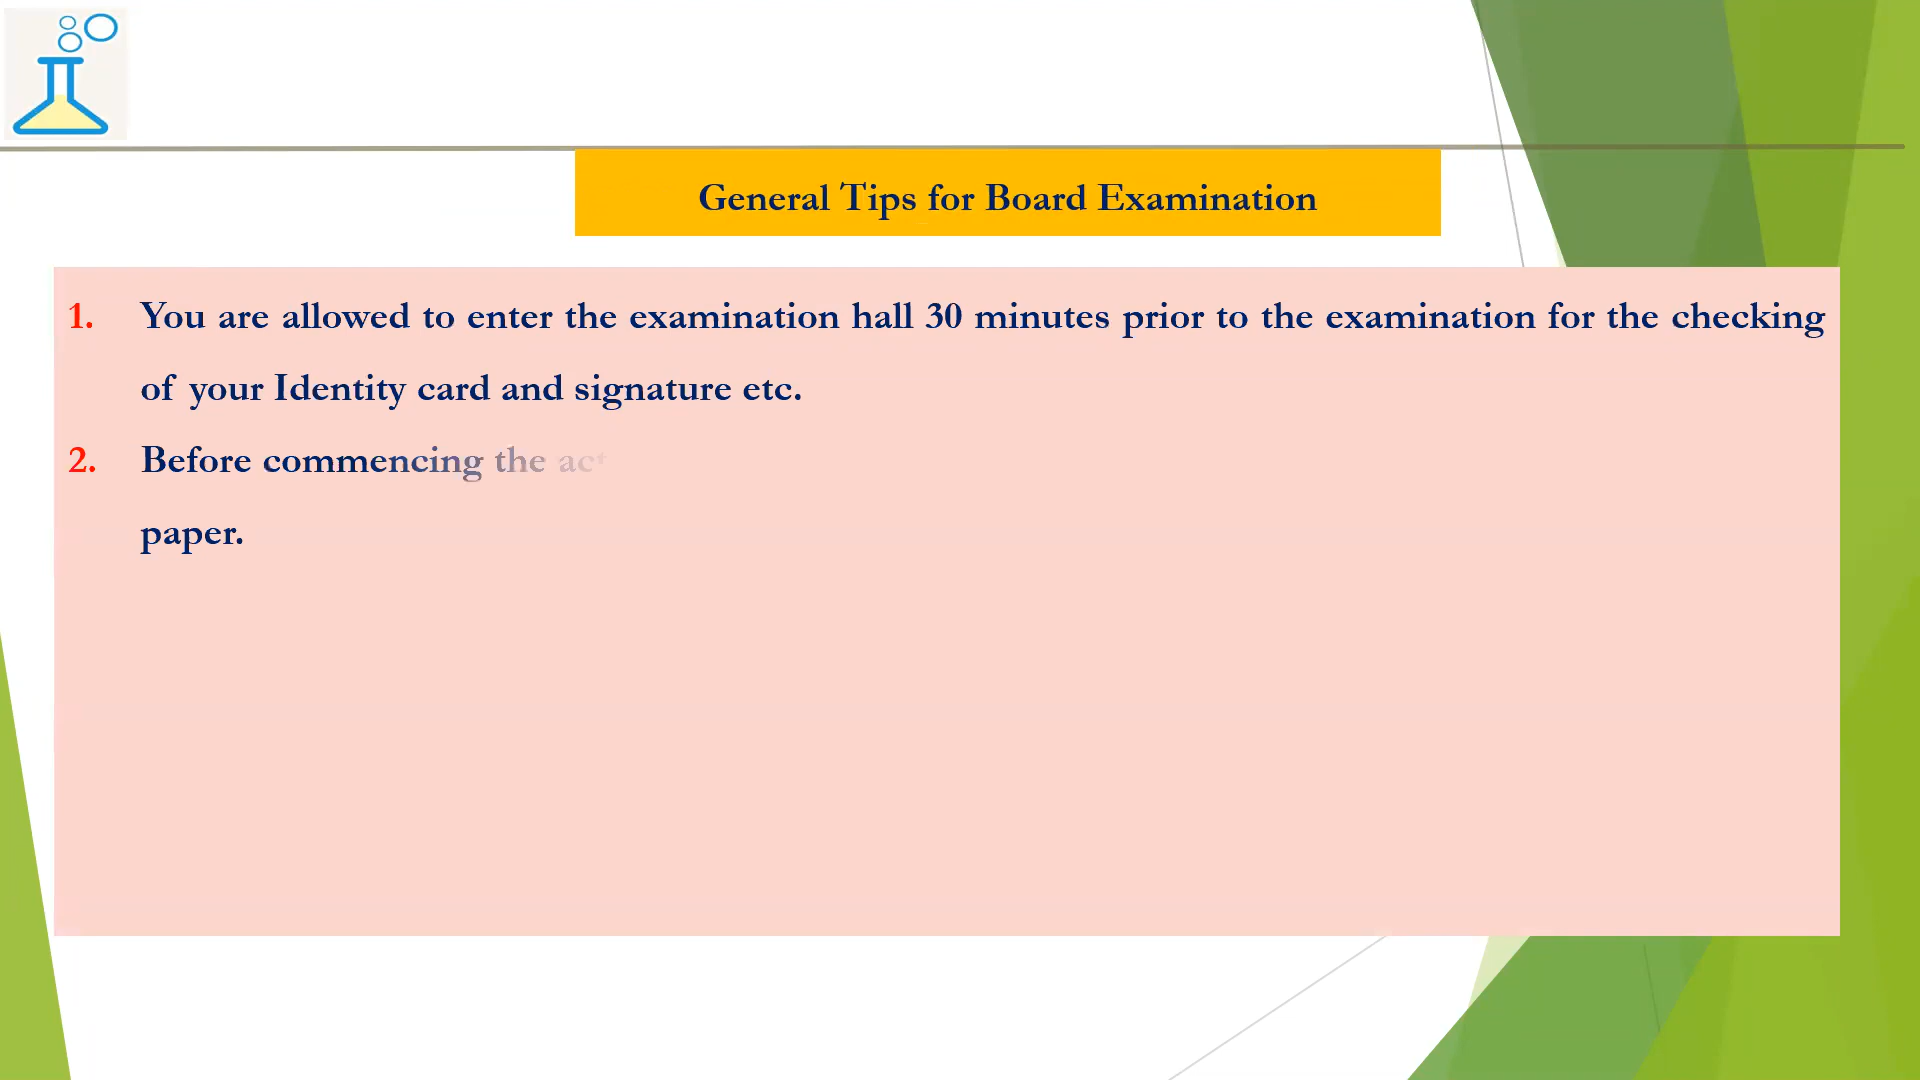 General Tips for Board Examination
1. You are allowed to enter the examination hall 30 minutes prior to the examination for the checking
of your Identity card and signature etc.
2. Before commencing the act
paper.